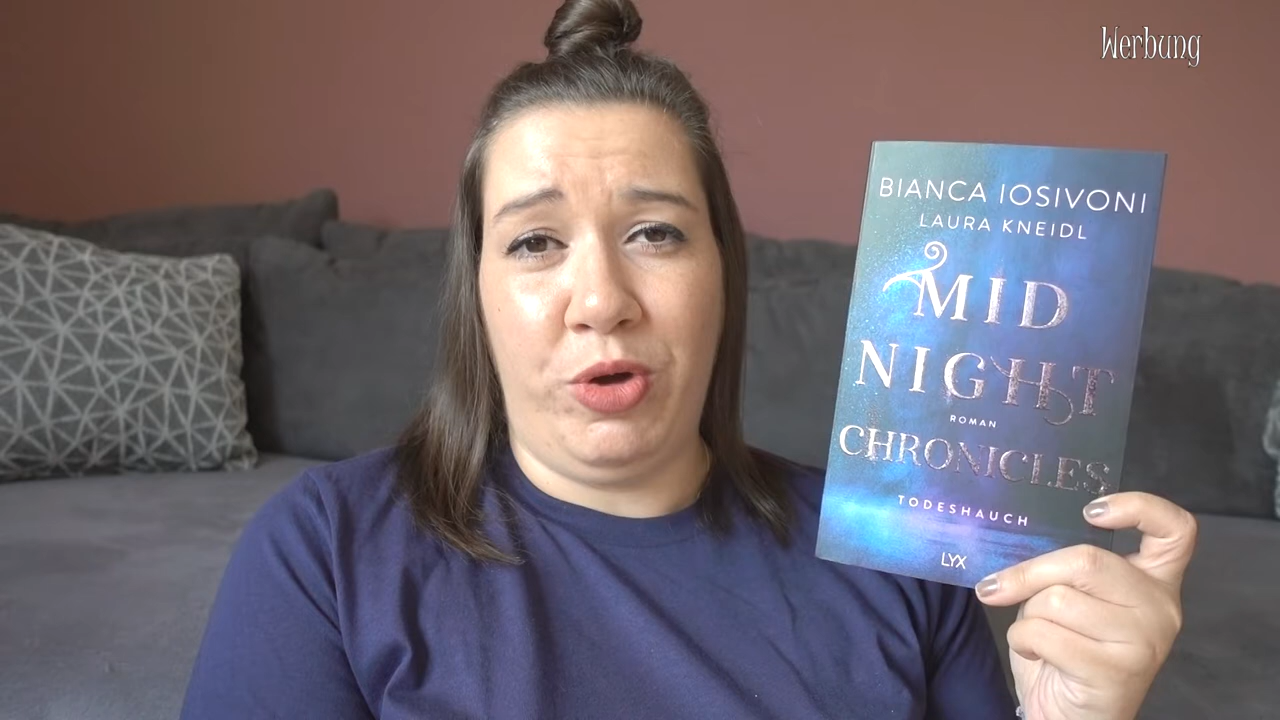 Werbung
BIANCA IOSIVONI
LAURA KNEIDL
MID
NIGHT
ROMAN
CHRONICLES
TODESHAUCH
LYX